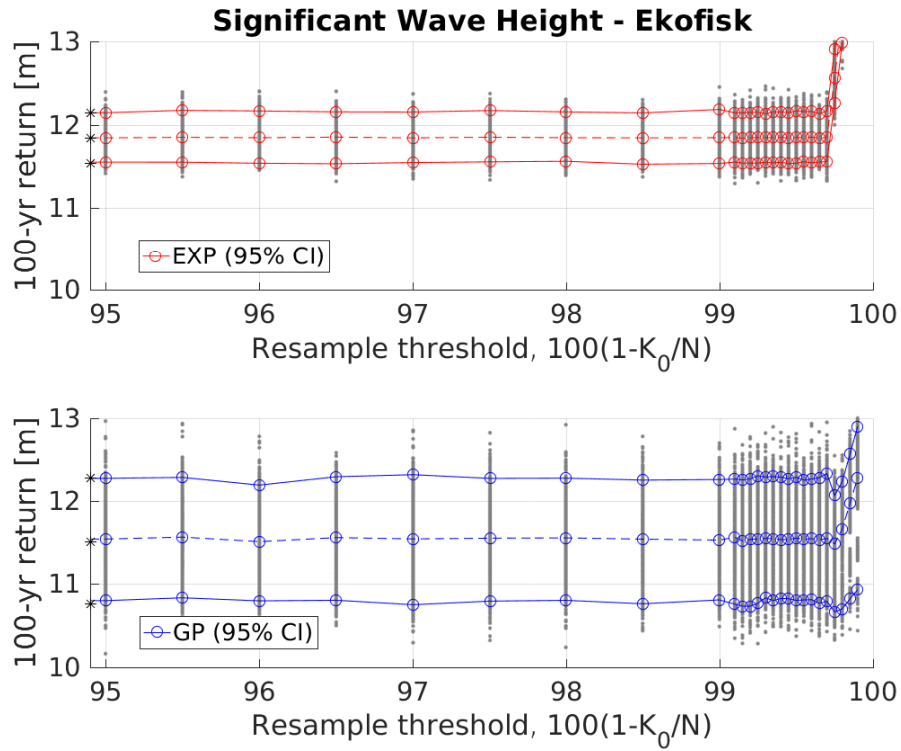 Significant Wave Height - Ekofisk
100-yr return [m]
13
12
11
10
EXP (95% CI)
95 96 97 98 99 100
Resample threshold, 100(1-K₀/N)
100-yr return [m]
13
12
11
10
GP (95% CI)
95 96 97 98 99 100
Resample threshold, 100(1-K₀/N)